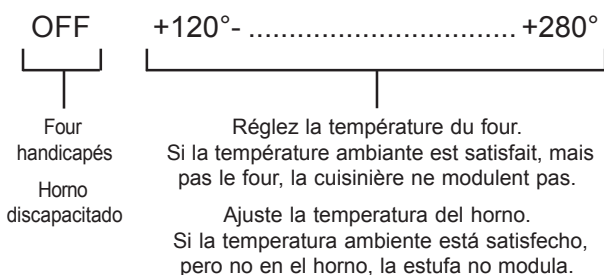 OFF +120°- ................................ +280°
Four
handicapés
Horno
discapacitado
Réglez la température du four.
Si la température ambiante est satisfait, mais
pas le four, la cuisinière ne modulent pas.
Ajuste la temperatura del horno.
Si la temperatura ambiente está satisfecho,
pero no en el horno, la estufa no modula.